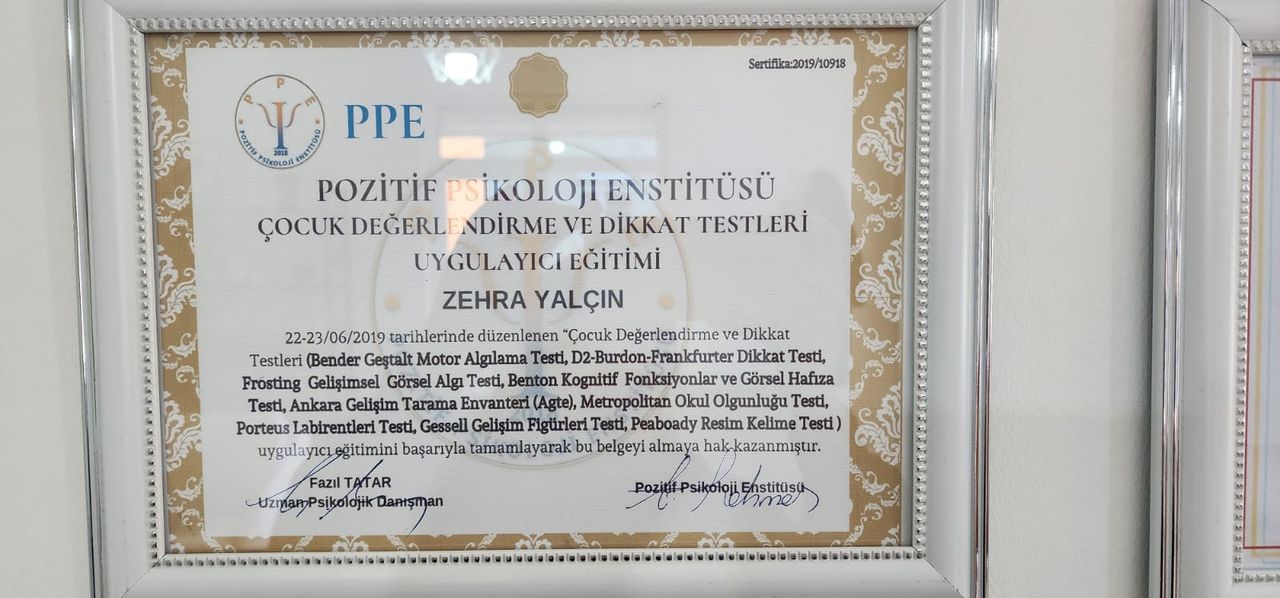 Sertifika:2019/10918
PPE
POZİTİF PSİKOLOJİ ENSTİTÜSÜ
2018
PPE
POZİTİF PSİKOLOJİ ENSTİTÜSÜ
ÇOCUK DEĞERLENDİRME VE DİKKAT TESTLERİ
UYGULAYICI EĞİTİMİ
ZEHRA YALÇIN
22-23/06/2019 tarihlerinde düzenlenen “Çocuk Değerlendirme ve Dikkat
Testleri (Bender Geştalt Motor Algılama Testi, D2-Burdon-Frankfurter Dikkat Testi,
Frosting Gelişimsel Görsel Algı Testi, Benton Kognitif Fonksiyonlar ve Görsel Hafıza
Testi, Ankara Gelişim Tarama Envanteri (Agte), Metropolitan Okul Olgunluğu Testi,
Porteus Labirentleri Testi, Gessell Gelişim Figürleri Testi, Peaboady Resim Kelime Testi )
uygulayıcı eğitimini başarıyla tamamlayarak bu belgeyi almaya hak kazanmıştır.
Fazıl TATAR
Uzman Psikolojik Danışman
Pozitif Psikoloji Enstitüsü